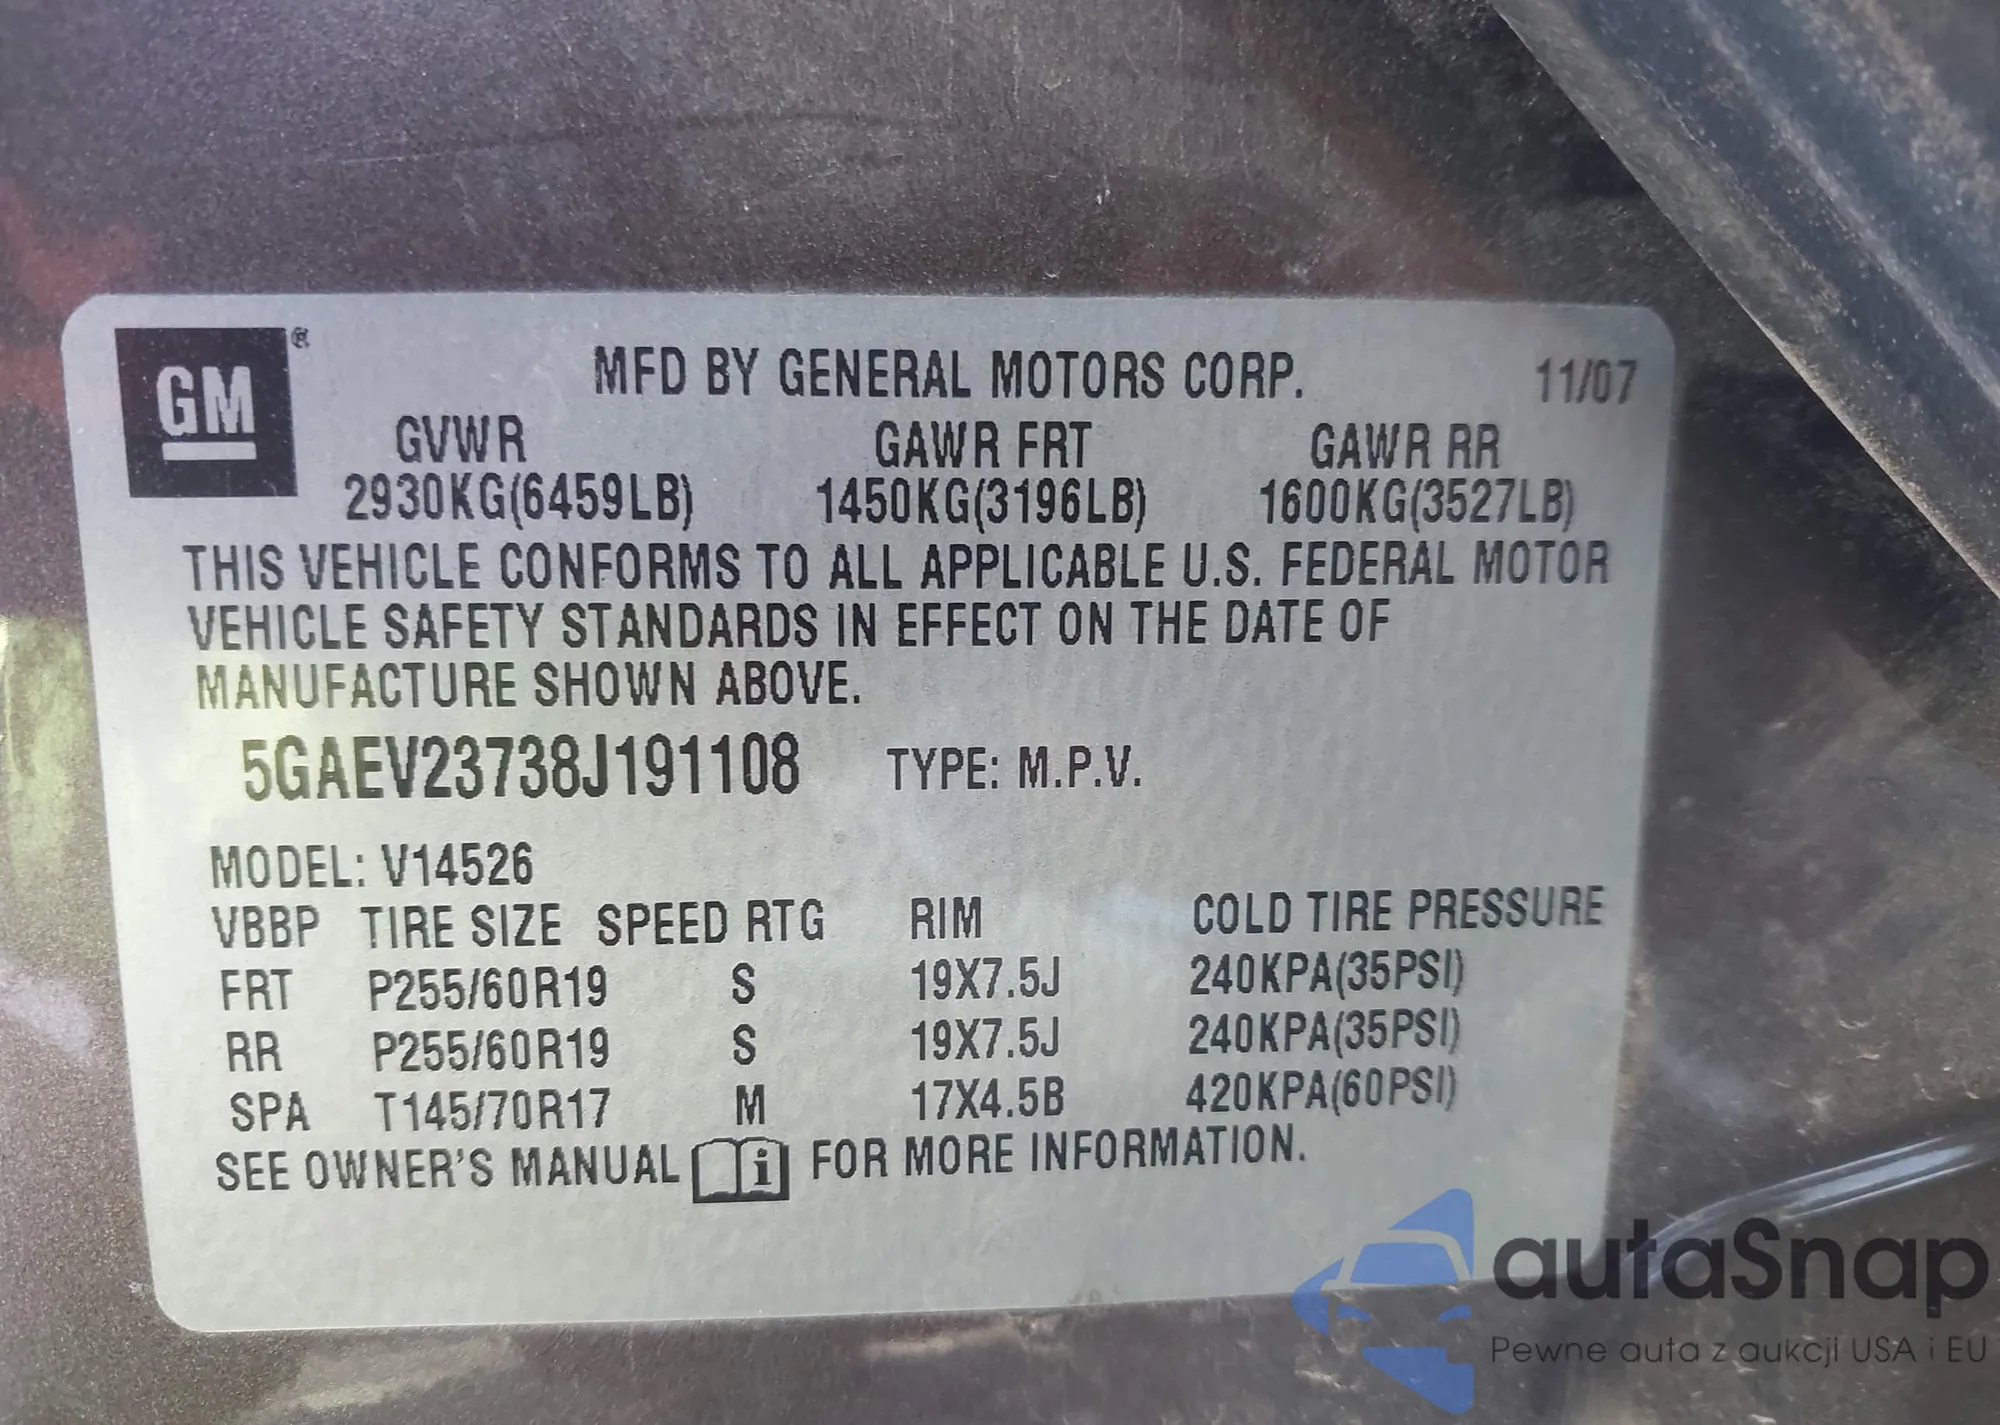 GM®
MFD BY GENERAL MOTORS CORP. 11/07
GVWR GAWR FRT GAWR RR
2930KG(6459LB) 1450KG(3196LB) 1600KG(3527LB)
THIS VEHICLE CONFORMS TO ALL APPLICABLE U.S. FEDERAL MOTOR
VEHICLE SAFETY STANDARDS IN EFFECT ON THE DATE OF
MANUFACTURE SHOWN ABOVE.
5GAEV23738J191108 TYPE: M.P.V.
MODEL: V14526
VBBP TIRE SIZE SPEED RTG RIM COLD TIRE PRESSURE
FRT P255/60R19 S 19X7.5J 240KPA(35PSI)
RR P255/60R19 S 19X7.5J 240KPA(35PSI)
SPA T145/70R17 M 17X4.5B 420KPA(60PSI)
SEE OWNER'S MANUAL i FOR MORE INFORMATION.
autaSnap
Pewne auta z aukcji USA i EU